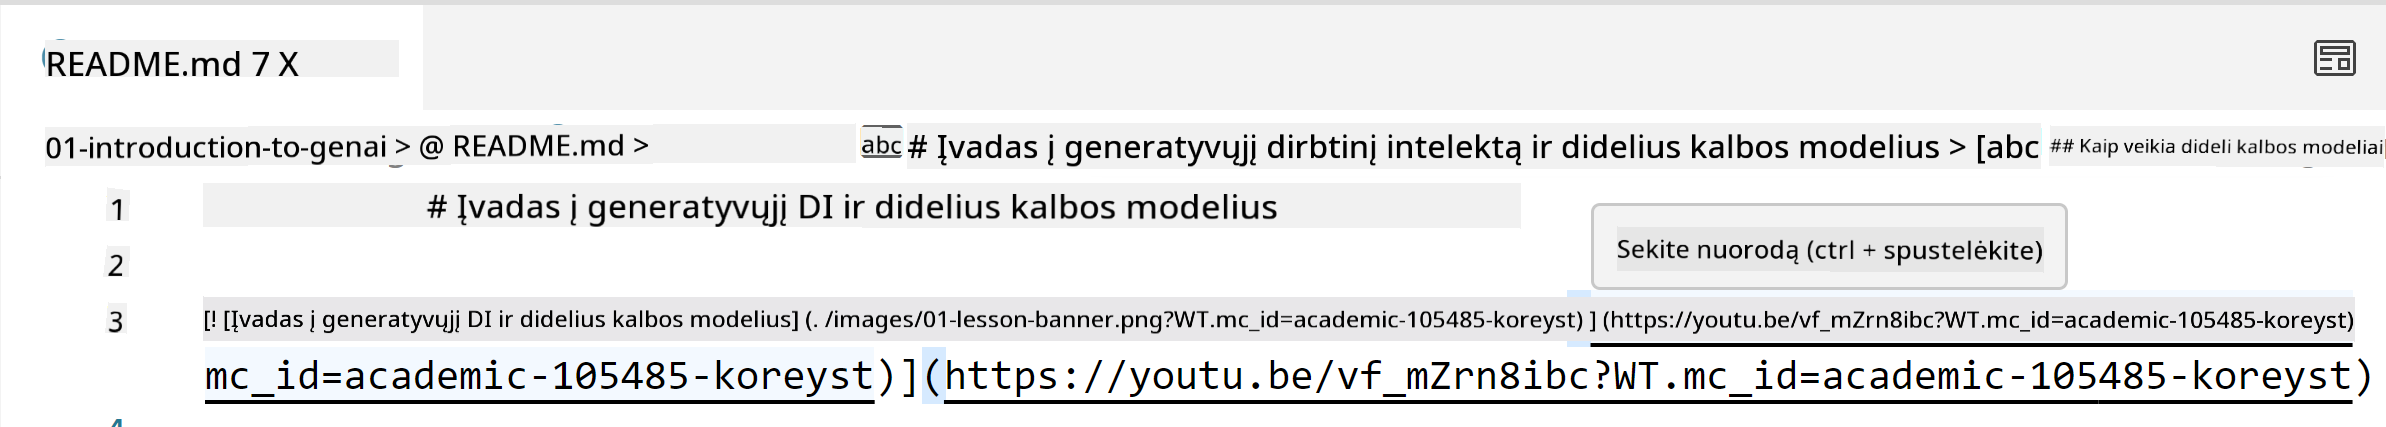 README.md 7 X
01-introduction-to-genai > @ README.md > abc # Įvadas į generatyvųjį dirbtinį intelektą ir didelius kalbos modelius > [abc ## Kaip veikia dideli kalbos modeliai
1 # Įvadas į generatyvųjį DI ir didelius kalbos modelius
2
Sekite nuorodą (ctrl + spustelėkite)
3 [! [Įvadas į generatyvųjį DI ir didelius kalbos modelius] (. /images/01-lesson-banner.png?WT.mc_id=academic-105485-koreyst) ] (https://youtu.be/vf_mZrn8ibc?WT.mc_id=academic-105485-koreyst)
mc_id=academic-105485-koreyst)](https://youtu.be/vf_mZrn8ibc?WT.mc_id=academic-105485-koreyst)